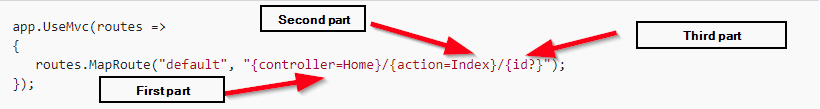 Second part
Third part
app.UseMvc(routes =>
{
routes.MapRoute("default", "{controller=Home}/{action=Index}/{id?}");
});
First part